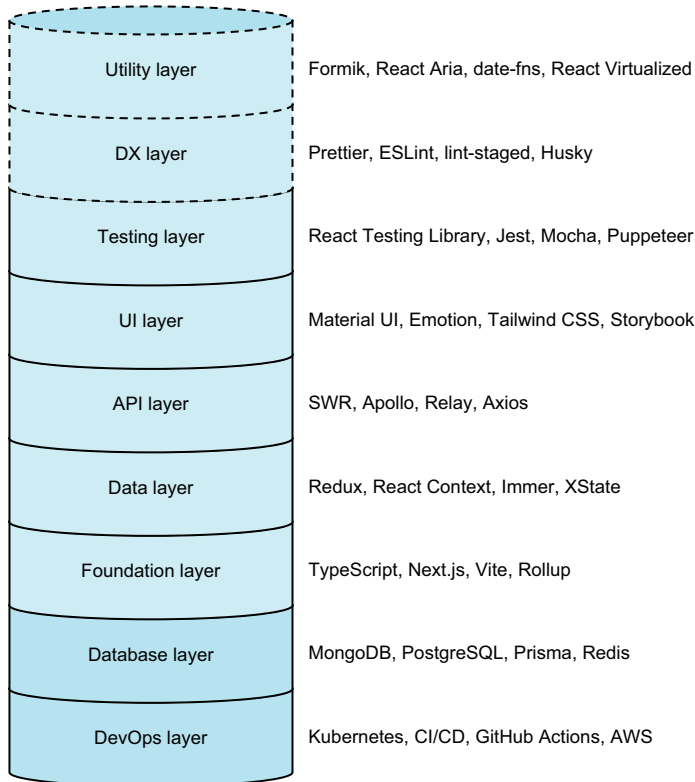 Utility layer Formik, React Aria, date-fns, React Virtualized
DX layer Prettier, ESLint, lint-staged, Husky
Testing layer React Testing Library, Jest, Mocha, Puppeteer
UI layer Material UI, Emotion, Tailwind CSS, Storybook
API layer SWR, Apollo, Relay, Axios
Data layer Redux, React Context, Immer, XState
Foundation layer TypeScript, Next.js, Vite, Rollup
Database layer MongoDB, PostgreSQL, Prisma, Redis
DevOps layer Kubernetes, CI/CD, GitHub Actions, AWS